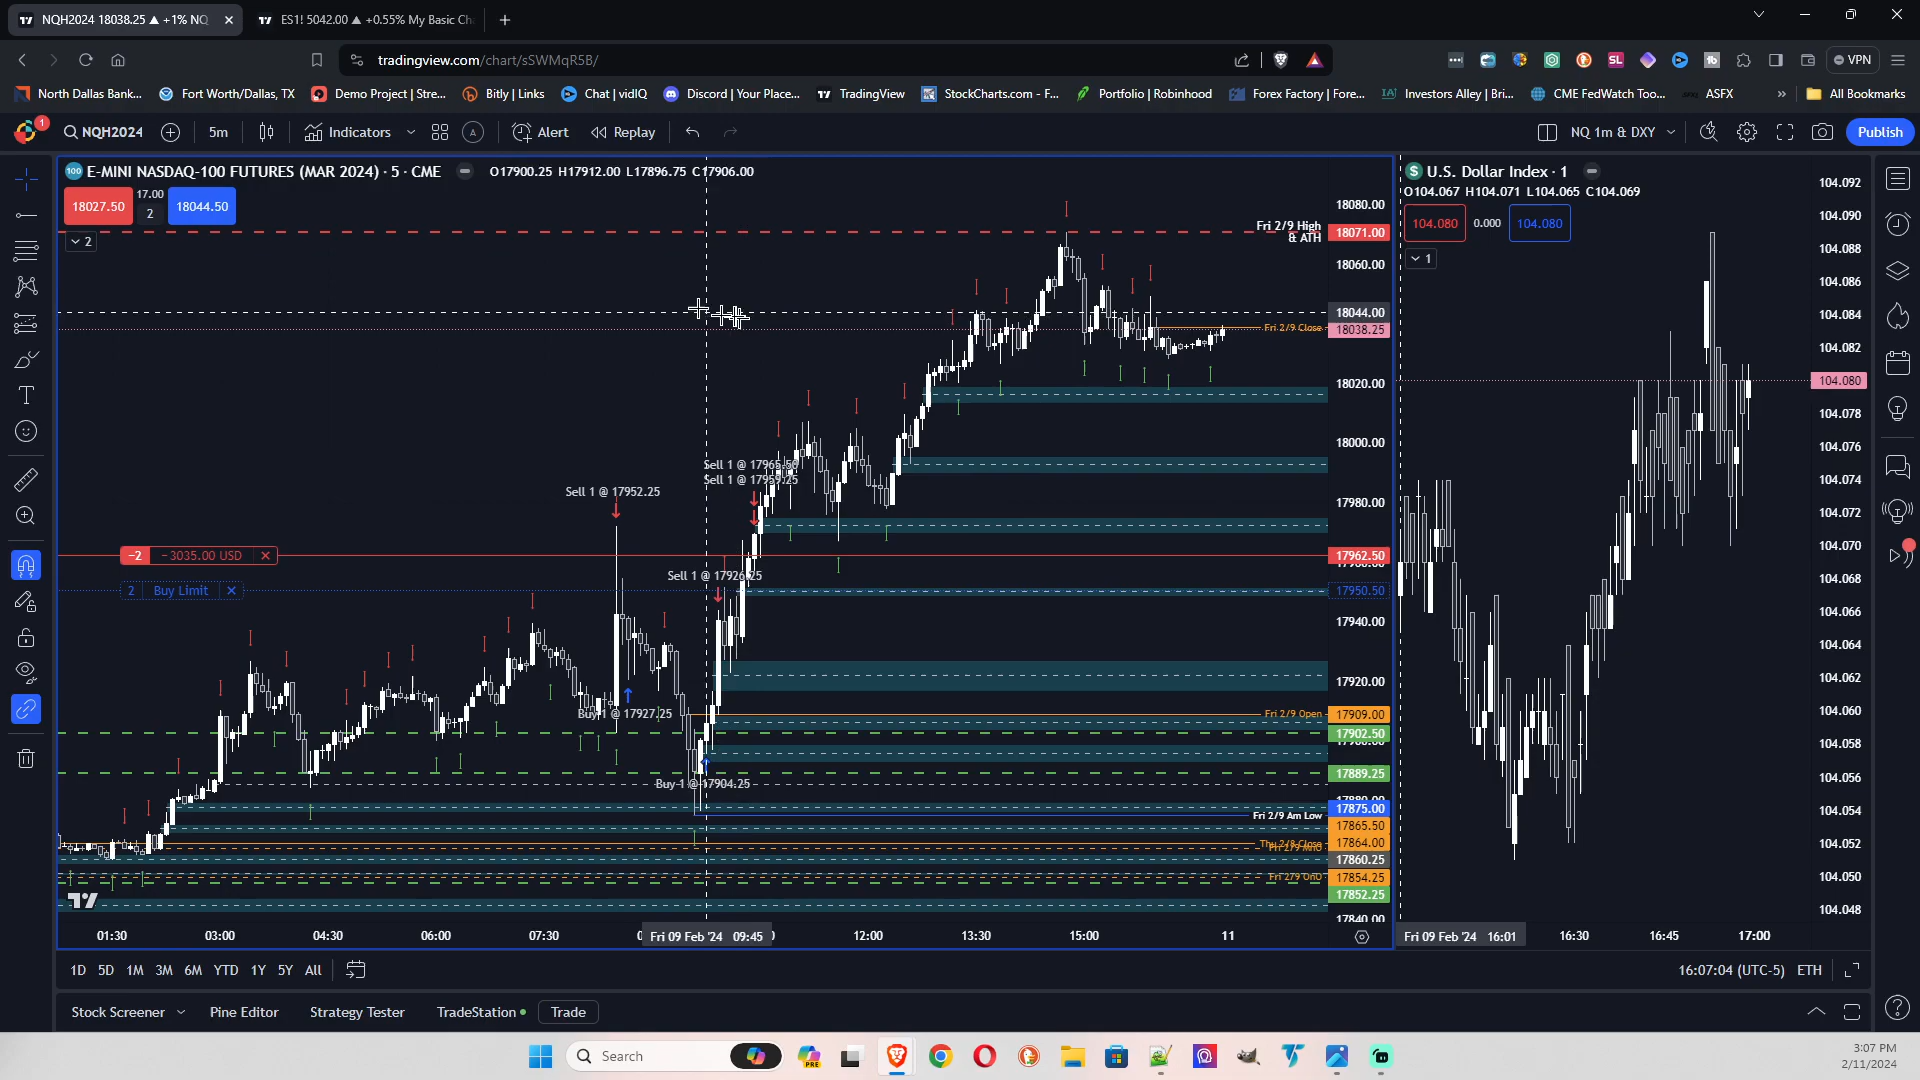 NQH2024 18038.25 ▲ +1% NQ
ES1! 5042.00 ▲ +0.55% My Basic Ch
tradingview.com/chart/sSWMqR5B/
VPN
North Dallas Bank...
Fort Worth/Dallas, TX
Demo Project | Stre...
Bitly | Links
Chat | vidIQ
Discord | Your Place...
TradingView
StockCharts.com - F...
Portfolio | Robinhood
Forex Factory | Fore...
Investors Alley | Bri...
CME FedWatch Too...
ASFX
All Bookmarks
1
NQH2024
5m
Indicators
Alert
Replay
NQ 1m & DXY
Publish
E-MINI NASDAQ-100 FUTURES (MAR 2024) · 5 · CME
O17900.25 H17912.00 L17896.75 C17906.00
18027.50
17.00
2
18044.50
2
U.S. Dollar Index · 1
O104.067 H104.071 L104.065 C104.069
104.080
0.000
104.080
1
Fri 2/9 High
& ATH
Fri 2/9 Close
Sell 1 @ 17965.50
Sell 1 @ 17959.25
Sell 1 @ 17952.25
-2
-3035.00 USD
Sell 1 @ 17926.25
2
Buy Limit
Buy 1 @ 17927.25
Fri 2/9 Open
Buy 1 @ 17904.25
Fri 2/9 Am Low
Thu 2/8 Close
18080.00
18071.00
18060.00
18044.00
18038.25
18020.00
18000.00
17980.00
17962.50
17950.50
17940.00
17920.00
17909.00
17902.50
17889.25
17875.00
17865.50
17864.00
17860.25
17854.25
17852.25
17840.00
104.092
104.090
104.088
104.086
104.084
104.082
104.080
104.078
104.076
104.074
104.072
104.070
104.068
104.066
104.064
104.062
104.060
104.058
104.056
104.054
104.052
104.050
104.048
01:30
03:00
04:30
06:00
07:30
Fri 09 Feb '24 09:45
12:00
13:30
15:00
11
Fri 09 Feb '24 16:01
16:30
16:45
17:00
1D 5D 1M 3M 6M YTD 1Y 5Y All
16:07:04 (UTC-5) ETH
Stock Screener
Pine Editor
Strategy Tester
TradeStation
Trade
Search
PRE
3:07 PM
2/11/2024